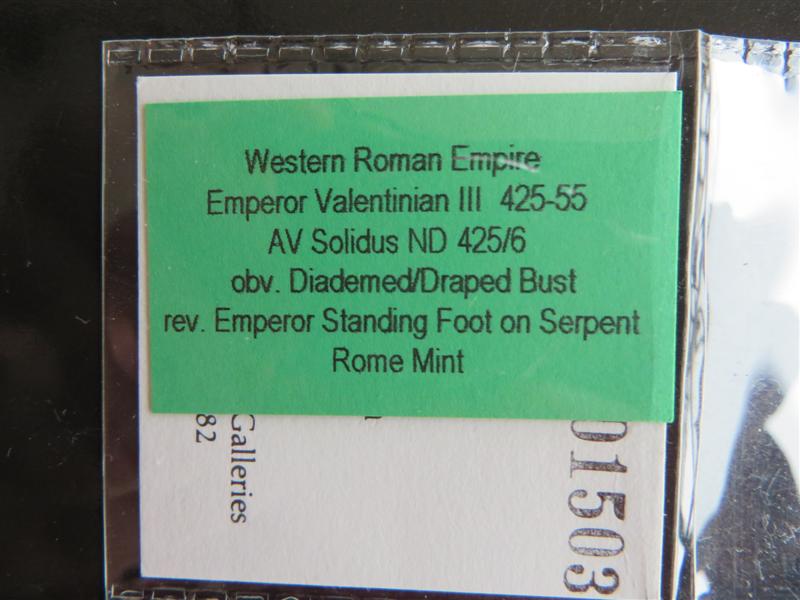 Western Roman Empire
Emperor Valentinian III 425-55
AV Solidus ND 425/6
obv. Diademed/Draped Bust
rev. Emperor Standing Foot on Serpent
Rome Mint
Galleries
82
01503